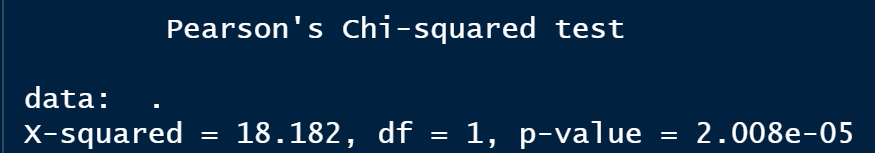 Pearson's Chi-squared test
data:  .
X-squared = 18.182, df = 1, p-value = 2.008e-05